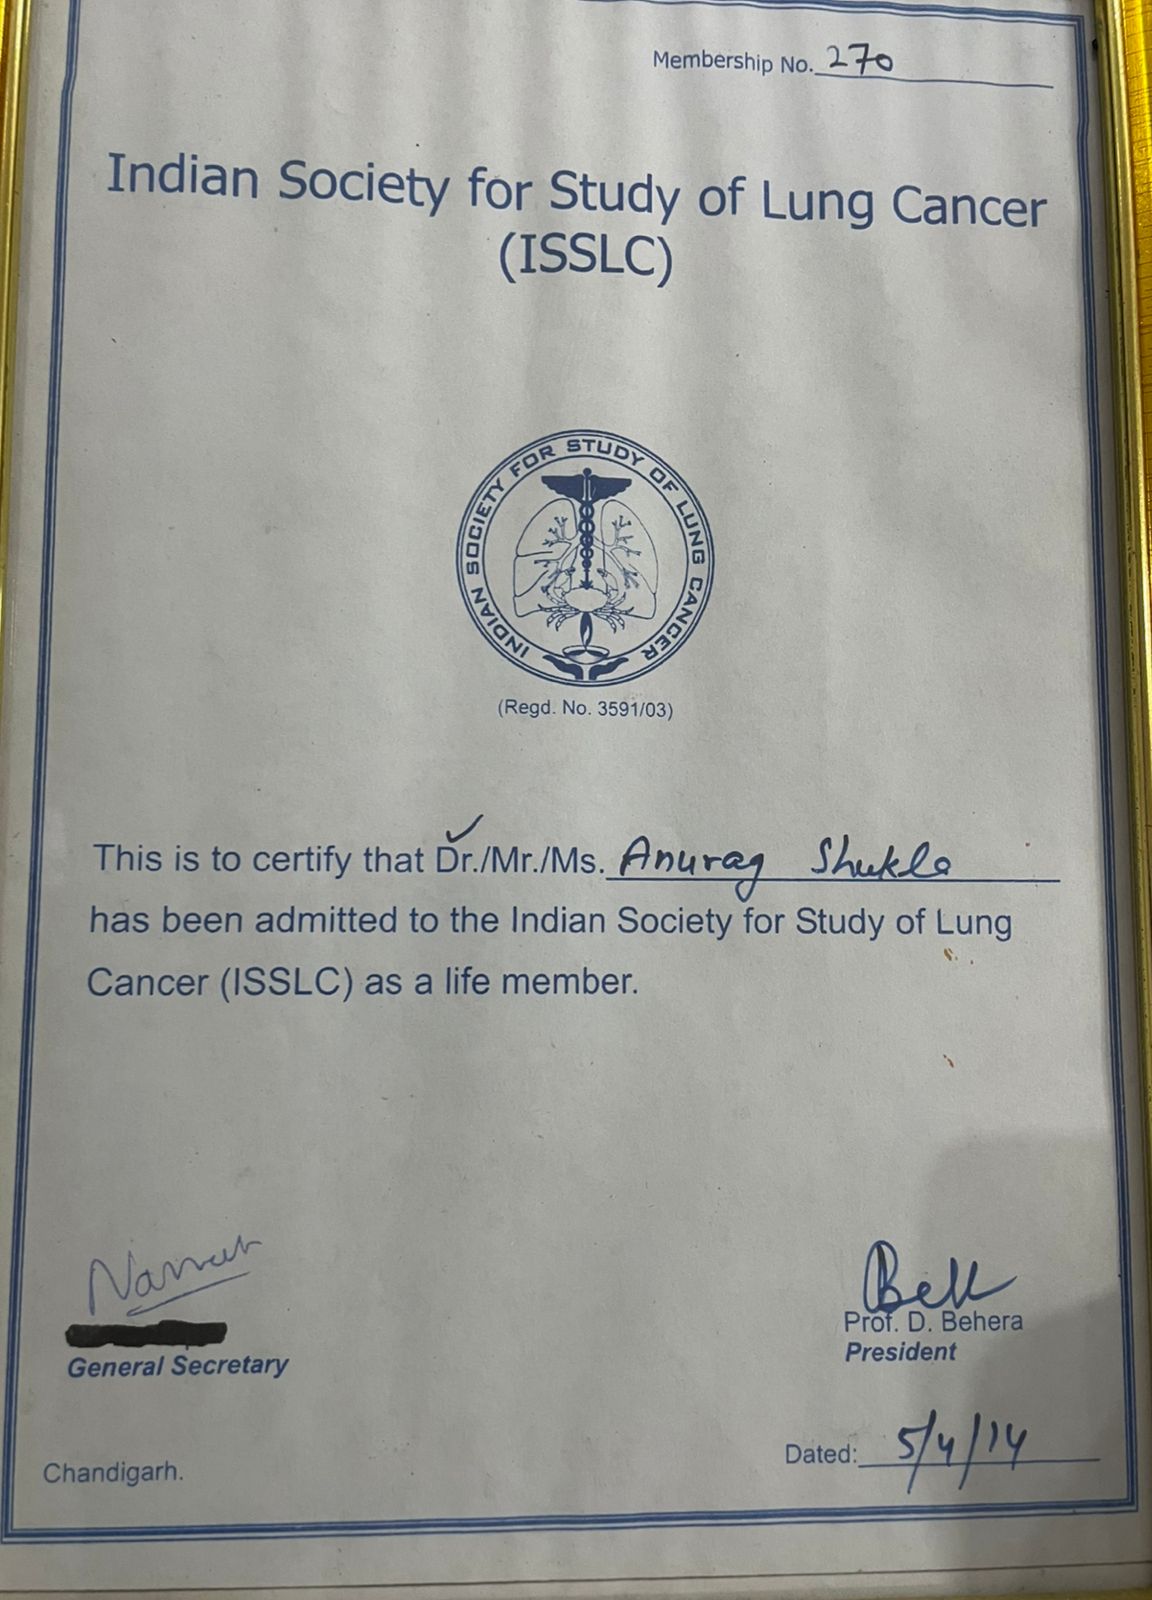 Membership No. 270
Indian Society for Study of Lung Cancer
(ISSLC)
INDIAN SOCIETY FOR STUDY OF LUNG CANCER
(Regd. No. 3591/03)
This is to certify that Dr./Mr./Ms. Anurag Shukla
has been admitted to the Indian Society for Study of Lung
Cancer (ISSLC) as a life member.
Prof. D. Behera
General Secretary
President
Dated: 5/4/14
Chandigarh.